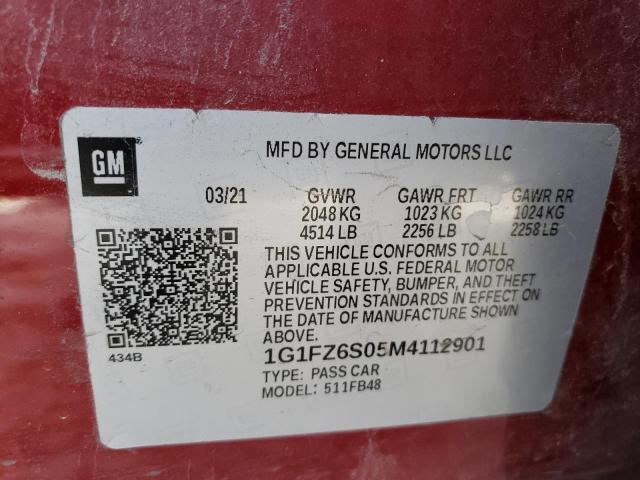 GM
MFD BY GENERAL MOTORS LLC
03/21 GVWR GAWR FRT GAWR RR
2048 KG 1023 KG 1024 KG
4514 LB 2256 LB 2258 LB
THIS VEHICLE CONFORMS TO ALL
APPLICABLE U.S. FEDERAL MOTOR
VEHICLE SAFETY, BUMPER, AND THEFT
PREVENTION STANDARDS IN EFFECT ON
THE DATE OF MANUFACTURE SHOWN
ABOVE.
434B
1G1FZ6S05M4112901
TYPE: PASS CAR
MODEL: 511FB48